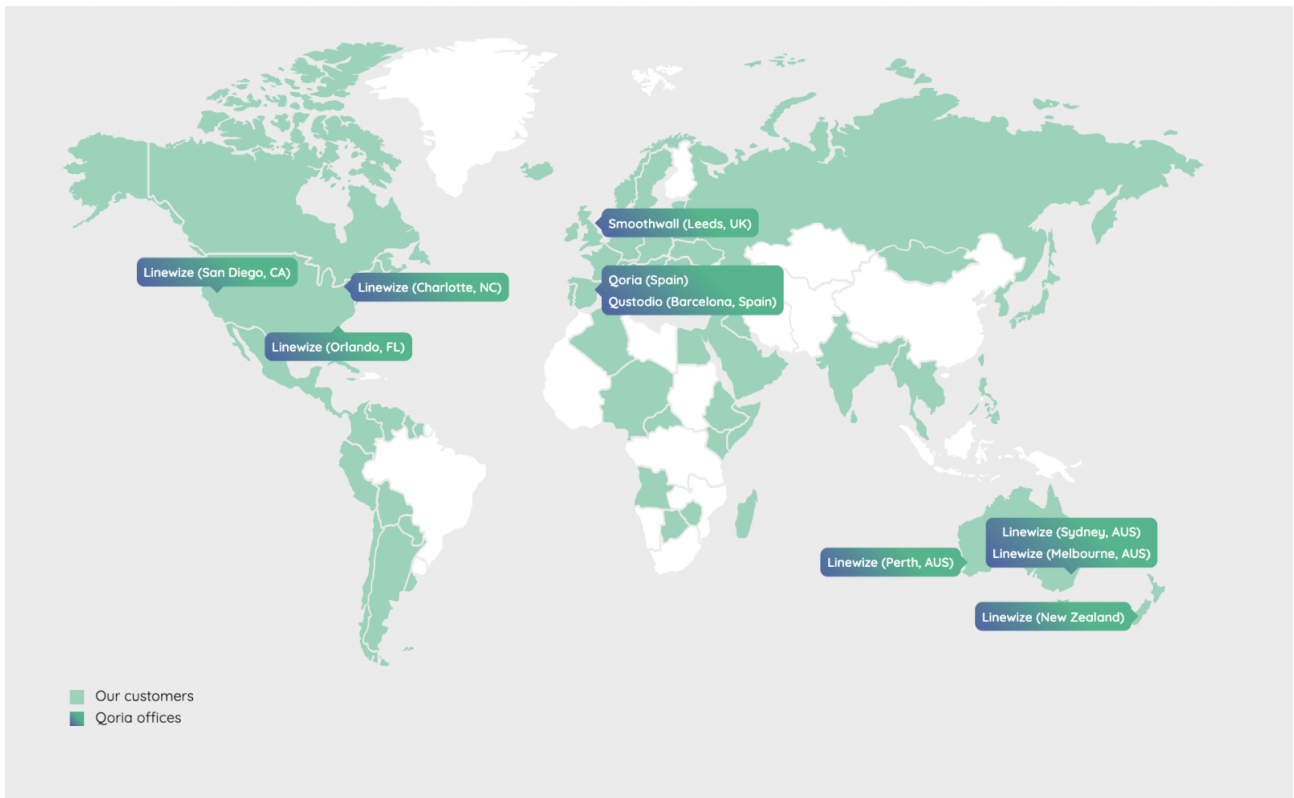 Smoothwall (Leeds, UK)
Linewize (San Diego, CA)
Linewize (Charlotte, NC)
Qoria (Spain)
Qustodio (Barcelona, Spain)
Linewize (Orlando, FL)
Linewize (Sydney, AUS)
Linewize (Melbourne, AUS)
Linewize (Perth, AUS)
Linewize (New Zealand)
Our customers
Qoria offices